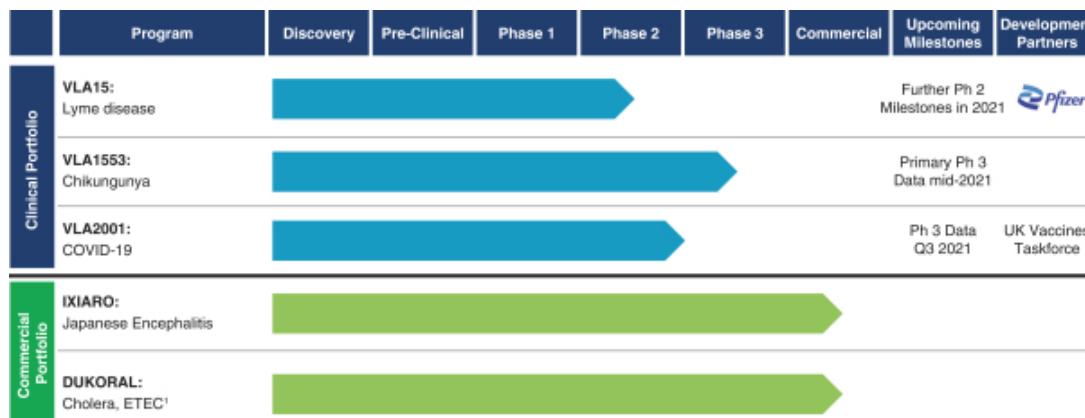 Program
Discovery
Pre-Clinical
Phase 1
Phase 2
Phase 3
Commercial
Upcoming
Milestones
Developmen
Partners
Clinical Portfolio
VLA15:
Lyme disease
Further Ph 2
Milestones in 2021
Pfizer
VLA1553:
Chikungunya
Primary Ph 3
Data mid-2021
VLA2001:
COVID-19
Ph 3 Data
Q3 2021
UK Vaccines
Taskforce
Commercial
Portfolio
IXIARO:
Japanese Encephalitis
DUKORAL:
Cholera, ETEC¹